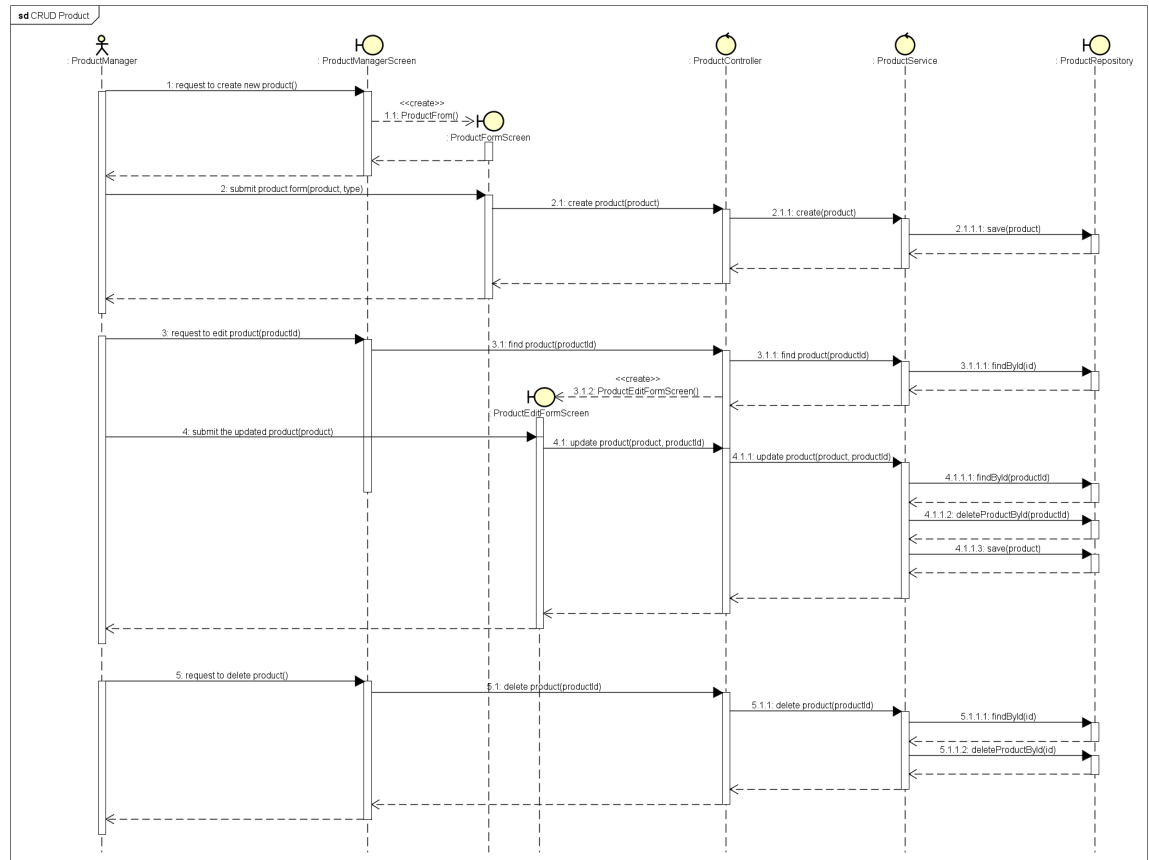 sd CRUD Product
: ProductManager
: ProductManagerScreen
: ProductController
: ProductService
: ProductRepository
1: request to create new product()
<<create>>
1.1: ProductFrom()
: ProductFormScreen
2: submit product form(product, type)
2.1: create product(product)
2.1.1: create(product)
2.1.1.1: save(product)
3: request to edit product(productId)
3.1: find product(productId)
3.1.1: find product(productId)
3.1.1.1: findById(id)
<<create>>
3.1.2: ProductEditFormScreen()
: ProductEditFormScreen
4: submit the updated product(product)
4.1: update product(product, productId)
4.1.1: update product(product, productId)
4.1.1.1: findById(productId)
4.1.1.2: deleteProductById(productId)
4.1.1.3: save(product)
5: request to delete product()
5.1: delete product(productId)
5.1.1: delete product(productId)
5.1.1.1: findById(id)
5.1.1.2: deleteProductById(id)